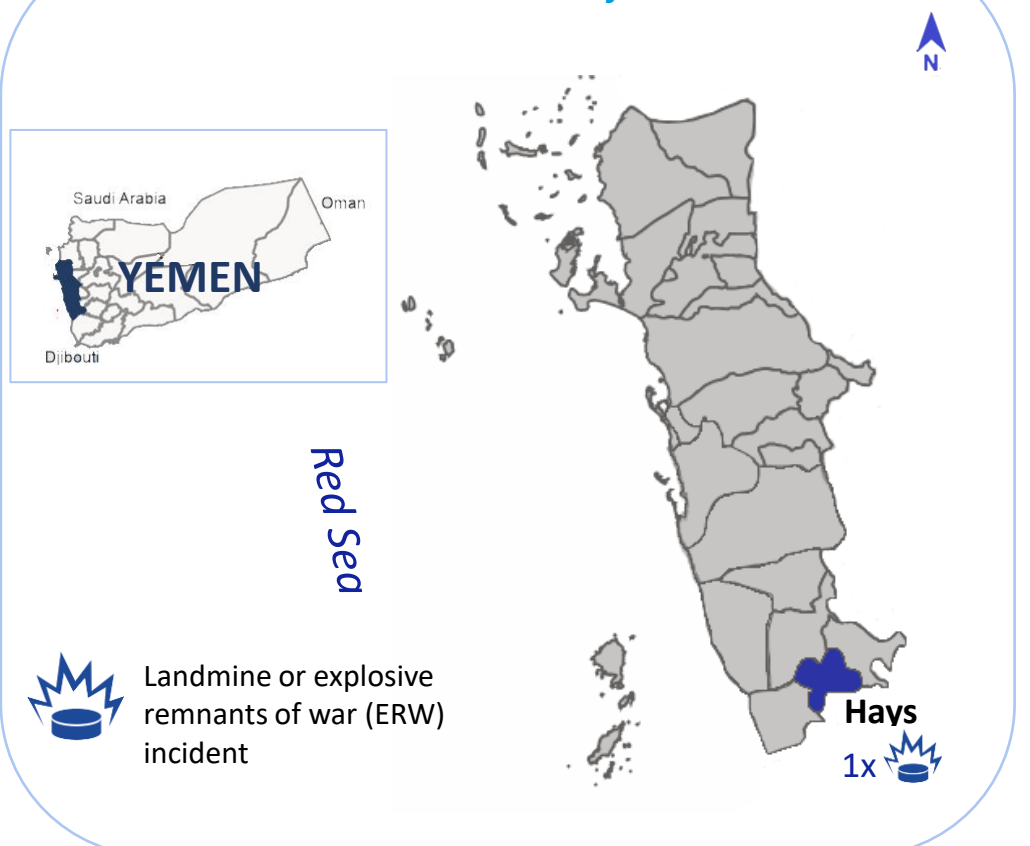 N
Saudi Arabia
Oman
YEMEN
Djibouti
Red Sea
Landmine or explosive
remnants of war (ERW)
incident
Hays
1x